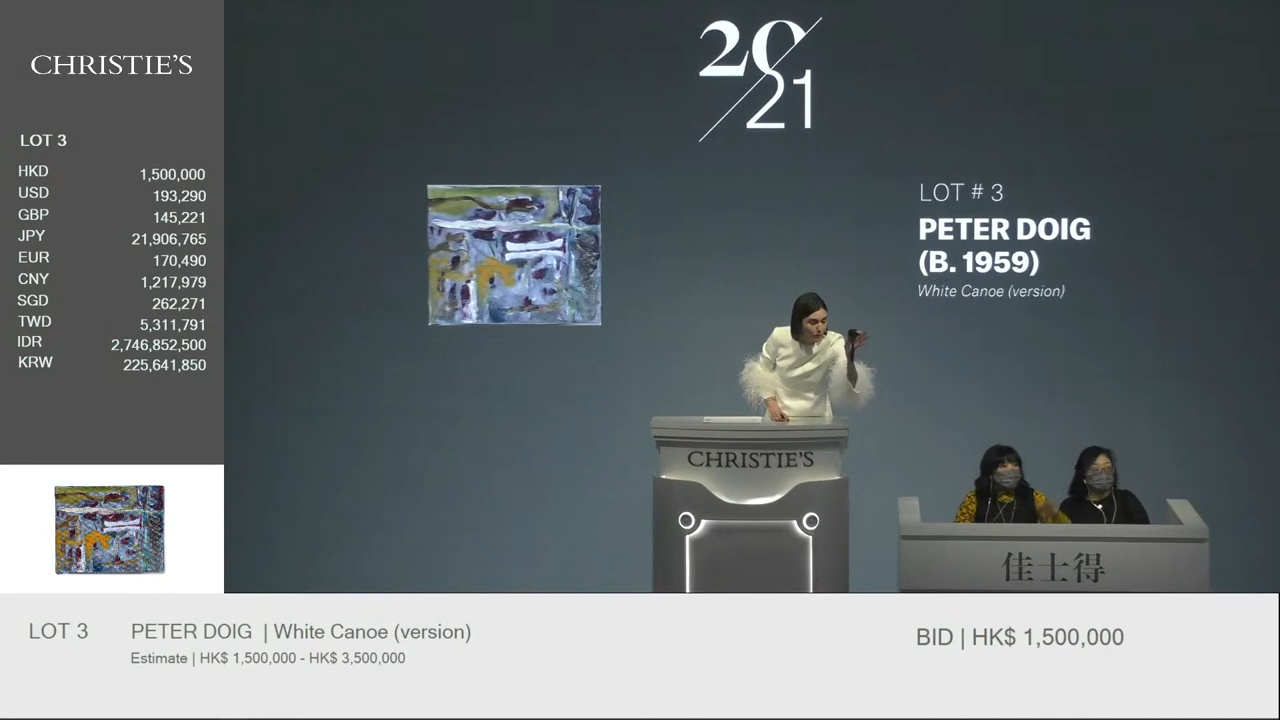 CHRISTIE'S
LOT 3
HKD 1,500,000
USD 193,290
GBP 145,221
JPY 21,906,765
EUR 170,490
CNY 1,217,979
SGD 262,271
TWD 5,311,791
IDR 2,746,852,500
KRW 225,641,850
20/21
LOT # 3
PETER DOIG
(B. 1959)
White Canoe (version)
CHRISTIE'S
佳士得
LOT 3 PETER DOIG | White Canoe (version)
Estimate | HK$ 1,500,000 - HK$ 3,500,000
BID | HK$ 1,500,000